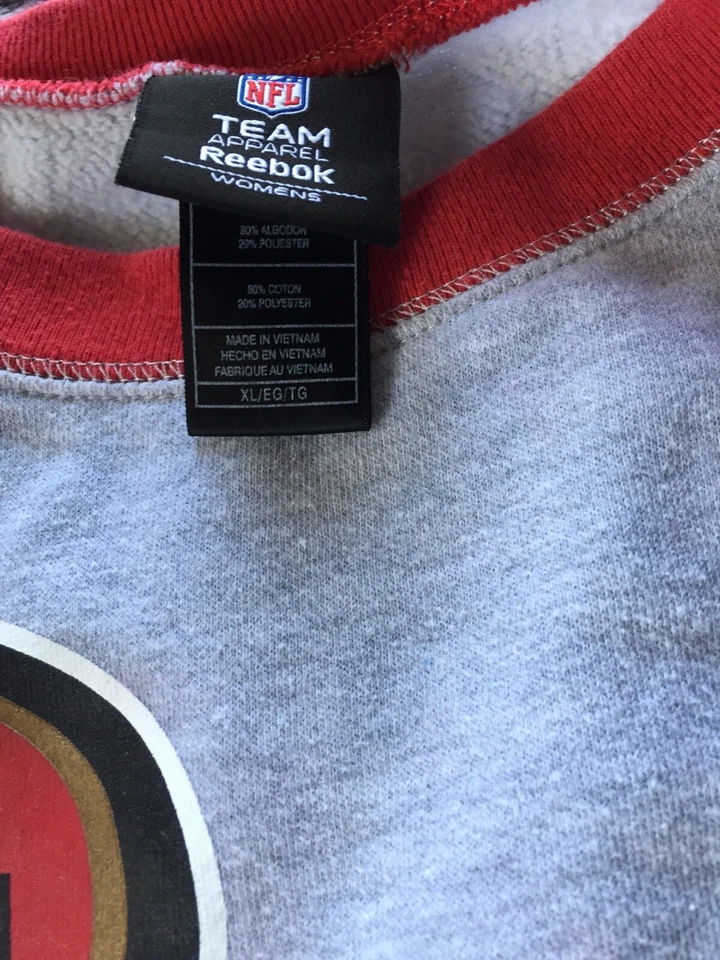 NFL
TEAM
APPAREL
Reebok
WOMENS
80% ALGODON
20% POLIESTER
80% COTON
20% POLYESTER
MADE IN VIETNAM
HECHO EN VIETNAM
FABRIQUE AU VIETNAM
XL/EG/TG